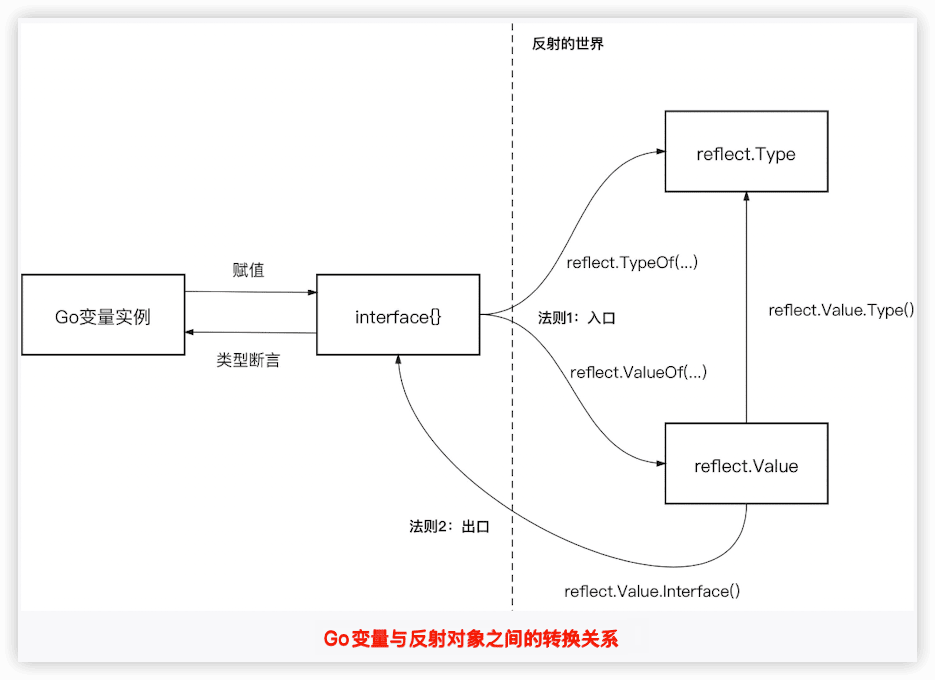 反射的世界
reflect.Type
赋值
reflect.TypeOf(...)
Go变量实例
interface{}
法则1：入口
reflect.Value.Type()
类型断言
reflect.ValueOf(...)
reflect.Value
法则2：出口
reflect.Value.Interface()
Go变量与反射对象之间的转换关系